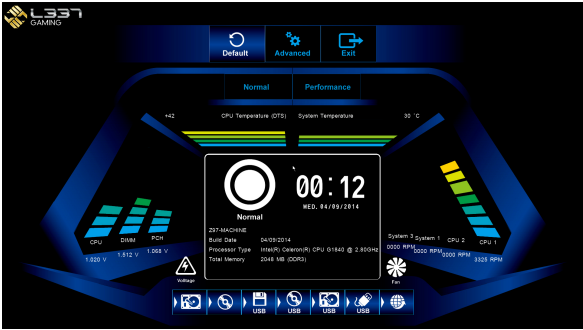 L337
GAMING
Default
Advanced
Exit
Normal
Performance
+42
CPU Temperature (DTS)
System Temperature
30 °C
00:12
WED, 04/09/2014
Normal
Z97-MACHINE
Build Date 04/09/2014
Processor Type Intel(R) Celeron(R) CPU G1840 @ 2.80GHz
Total Memory 2048 MB (DDR3)
CPU
DIMM
PCH
1.020 V
1.512 V
1.068 V
Volltage
System 3
System 1
CPU 2
CPU 1
0000 RPM
0000 RPM
0000 RPM
3325 RPM
Fan
USB
USB
USB
USB